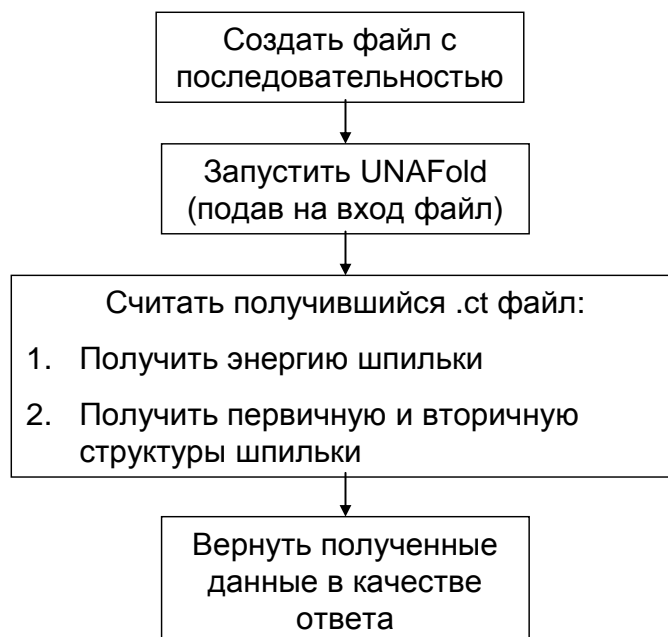 Создать файл с
последовательностью
Запустить UNAFold
(подав на вход файл)
Считать получившийся .ct файл:
1. Получить энергию шпильки
2. Получить первичную и вторичную
структуры шпильки
Вернуть полученные
данные в качестве
ответа